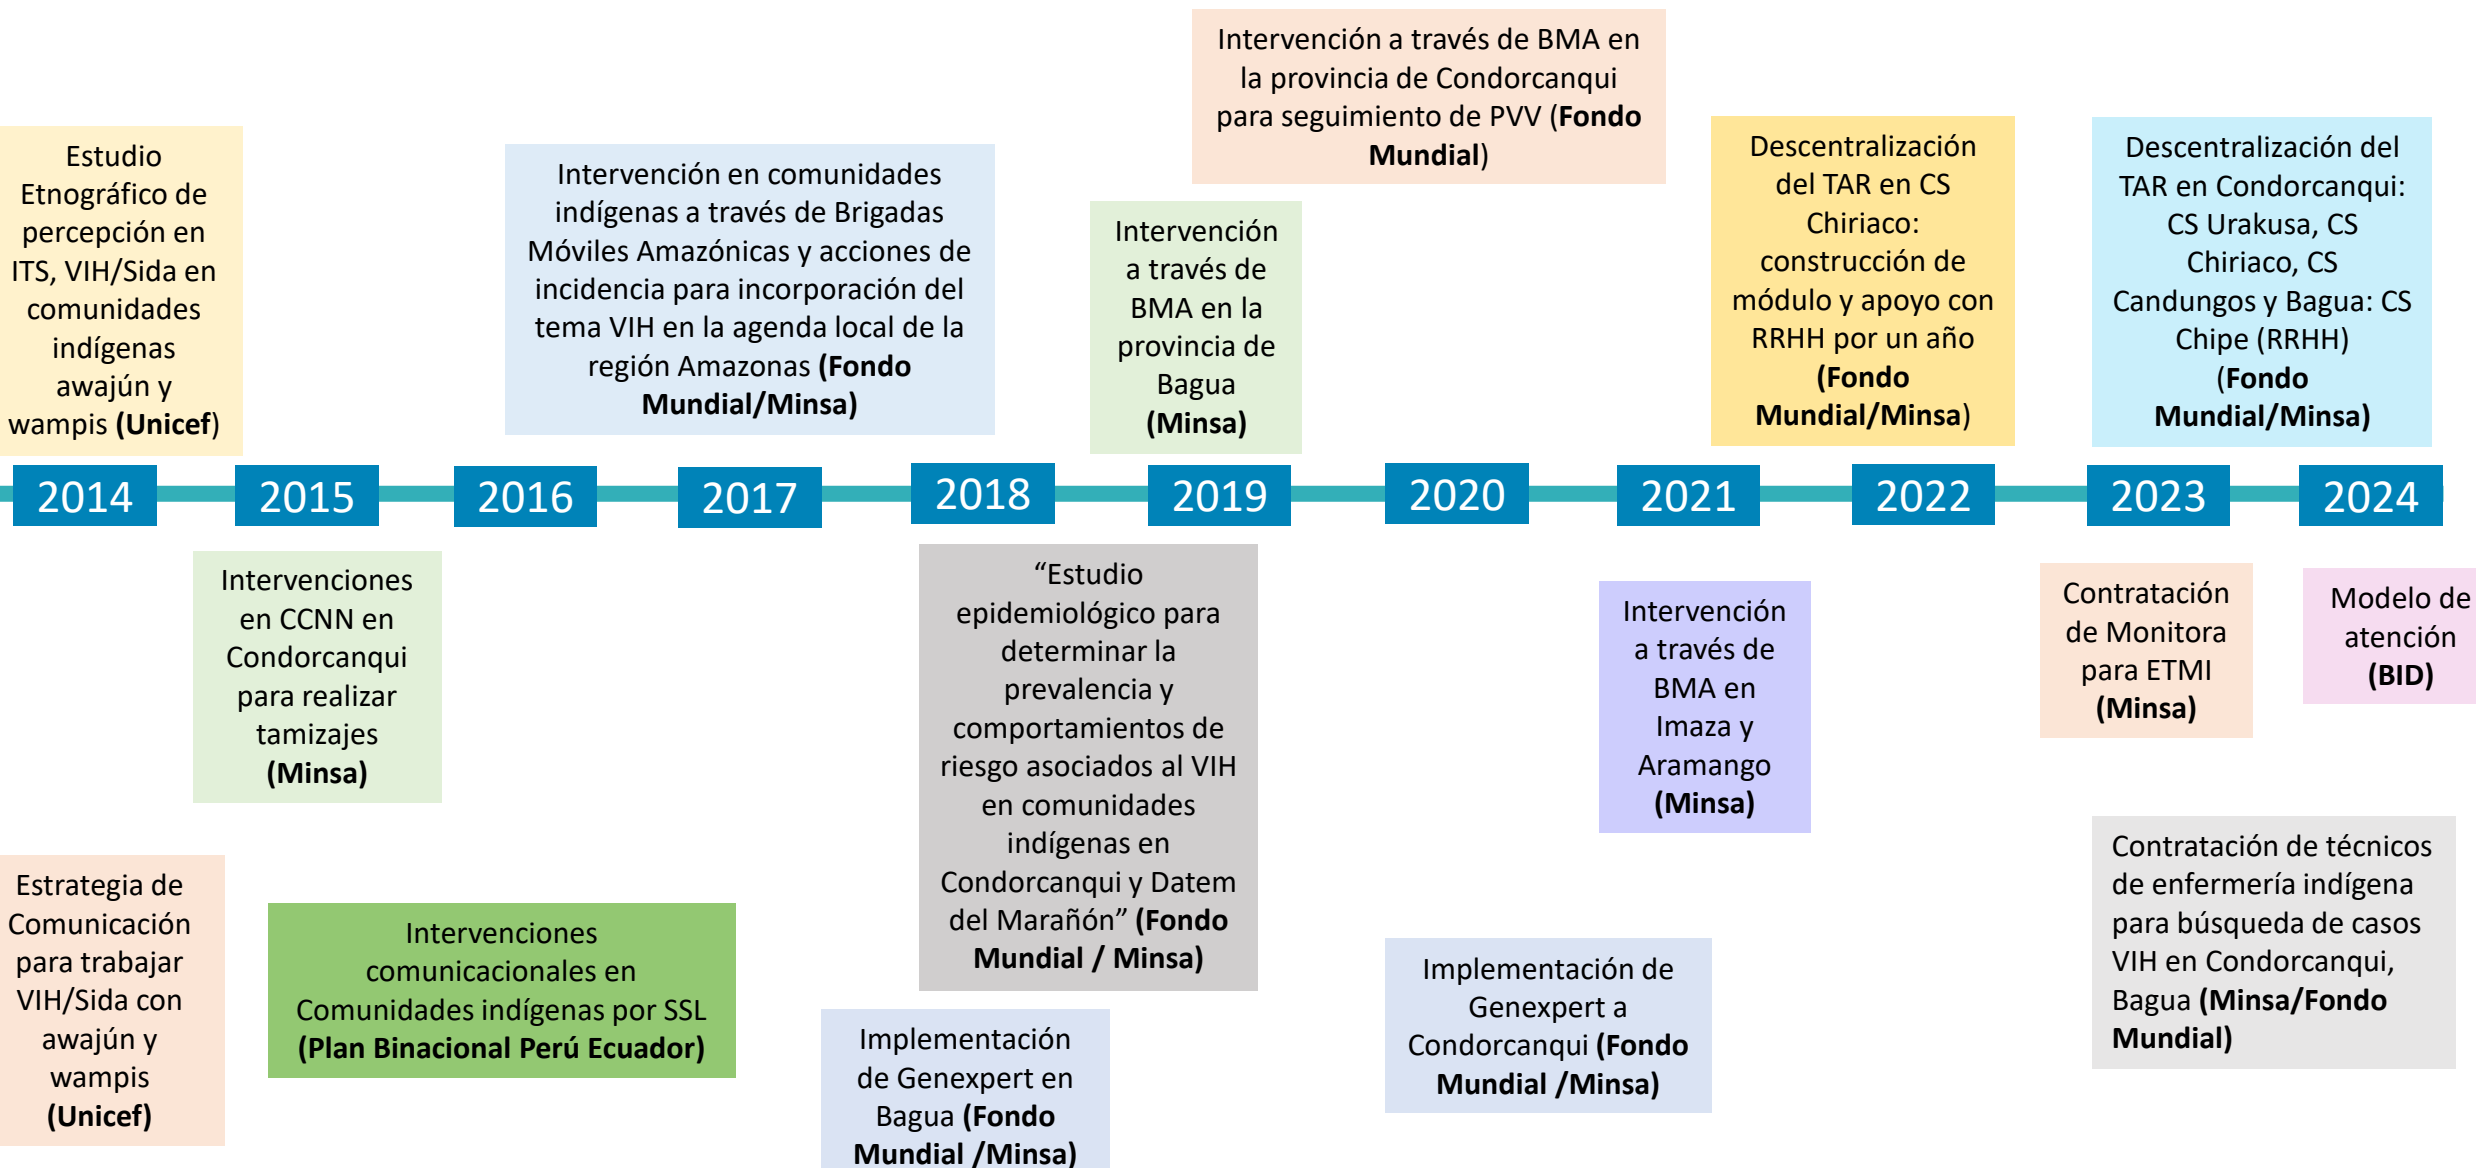 Intervención a través de BMA en
la provincia de Condorcanqui
para seguimiento de PVV (Fondo
Mundial)
Estudio
Etnográfico de
percepción en
ITS, VIH/Sida en
comunidades
indígenas
awajún y
wampis (Unicef)
Intervención en comunidades
indígenas a través de Brigadas
Móviles Amazónicas y acciones de
incidencia para incorporación del
tema VIH en la agenda local de la
región Amazonas (Fondo
Mundial/Minsa)
Intervención
a través de
BMA en la
provincia de
Bagua
(Minsa)
Descentralización
del TAR en CS
Chiriaco:
construcción de
módulo y apoyo con
RRHH por un año
(Fondo
Mundial/Minsa)
Descentralización del
TAR en Condorcanqui:
CS Urakusa, CS
Chiriaco, CS
Candungos y Bagua: CS
Chipe (RRHH)
(Fondo
Mundial/Minsa)
2014
2015
2016
2017
2018
2019
2020
2021
2022
2023
2024
Intervenciones
en CCNN en
Condorcanqui
para realizar
tamizajes
(Minsa)
“Estudio
epidemiológico para
determinar la
prevalencia y
comportamientos de
riesgo asociados al VIH
en comunidades
indígenas en
Condorcanqui y Datem
del Marañón” (Fondo
Mundial / Minsa)
Intervención
a través de
BMA en
Imaza y
Aramango
(Minsa)
Contratación
de Monitora
para ETMI
(Minsa)
Modelo de
atención
(BID)
Estrategia de
Comunicación
para trabajar
VIH/Sida con
awajún y
wampis
(Unicef)
Intervenciones
comunicacionales en
Comunidades indígenas por SSL
(Plan Binacional Perú Ecuador)
Implementación
de Genexpert en
Bagua (Fondo
Mundial /Minsa)
Implementación de
Genexpert a
Condorcanqui (Fondo
Mundial /Minsa)
Contratación de técnicos
de enfermería indígena
para búsqueda de casos
VIH en Condorcanqui,
Bagua (Minsa/Fondo
Mundial)